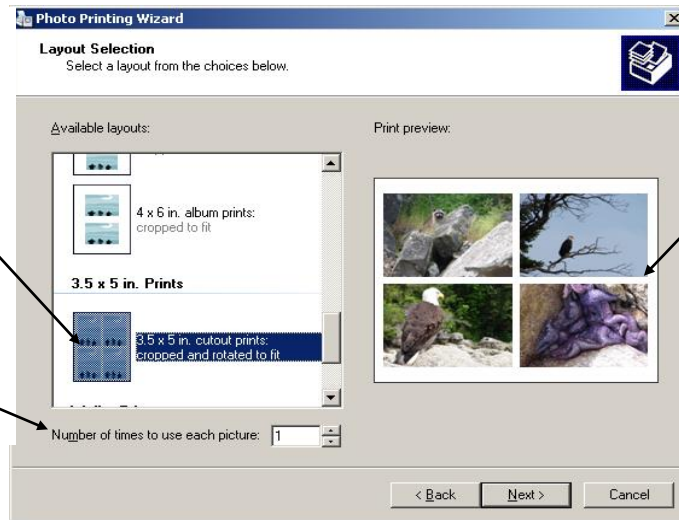 Photo Printing Wizard
Layout Selection
Select a layout from the choices below.
Available layouts:
Print preview:
4 x 6 in. album prints:
cropped to fit
3.5 x 5 in. Prints
3.5 x 5 in. cutout prints:
cropped and rotated to fit
Number of times to use each picture: 1
< Back Next > Cancel